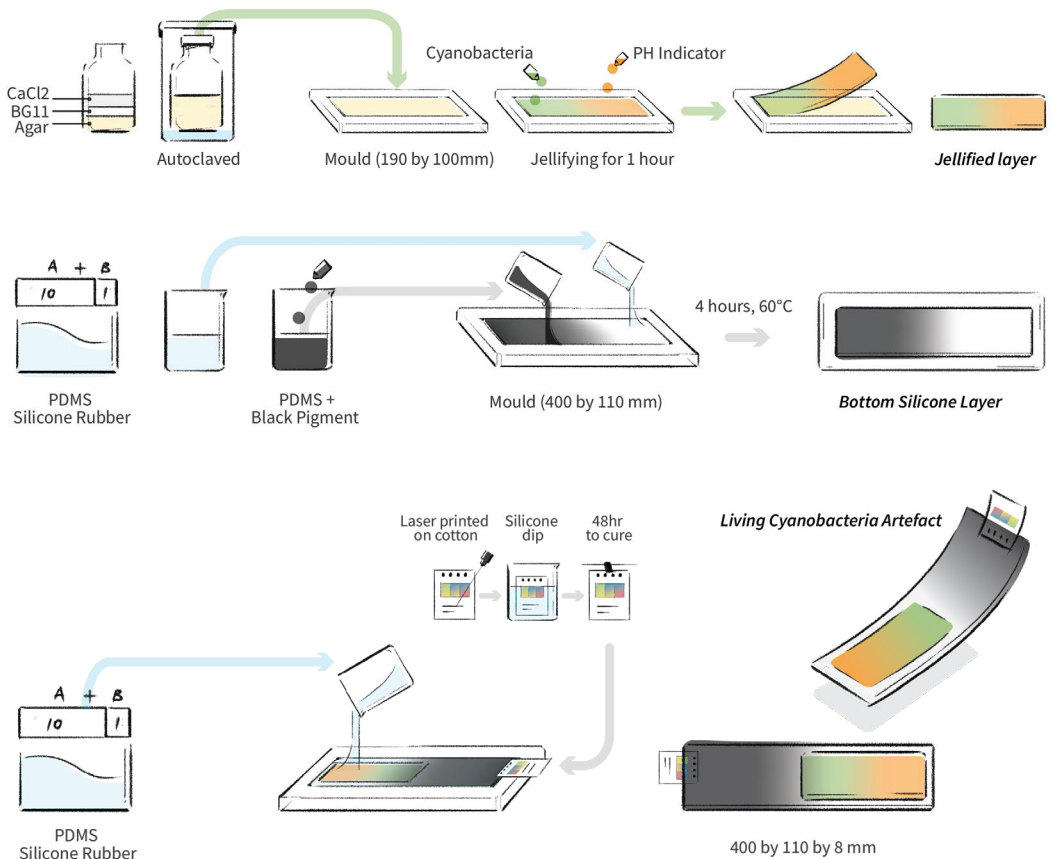 CaCl2
BG11
Agar
Autoclaved
Mould (190 by 100mm)
Cyanobacteria
PH Indicator
Jellifying for 1 hour
Jellified layer
A + B
10 1
PDMS
Silicone Rubber
PDMS +
Black Pigment
Mould (400 by 110 mm)
4 hours, 60°C
Bottom Silicone Layer
Laser printed
on cotton
Silicone
dip
48hr
to cure
Living Cyanobacteria Artefact
A + B
10 1
PDMS
Silicone Rubber
400 by 110 by 8 mm